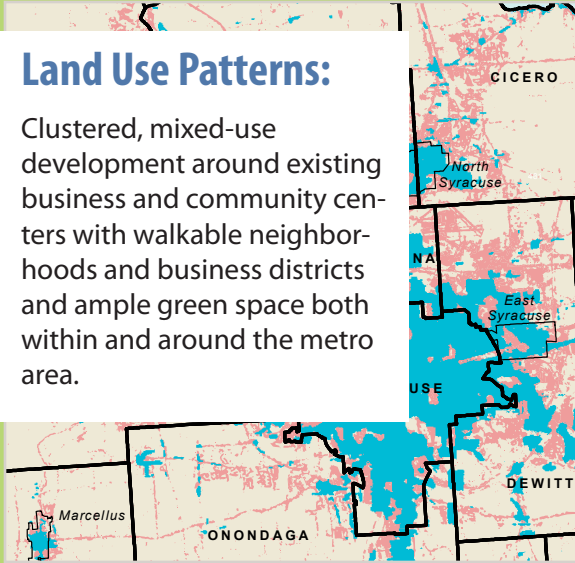 Land Use Patterns:
Clustered, mixed-use
development around existing
business and community cen-
ters with walkable neighbor-
hoods and business districts
and ample green space both
within and around the metro
area.
CICERO
North
Syracuse
NA
East
Syracuse
USE
DEWITT
Marcellus
ONONDAGA